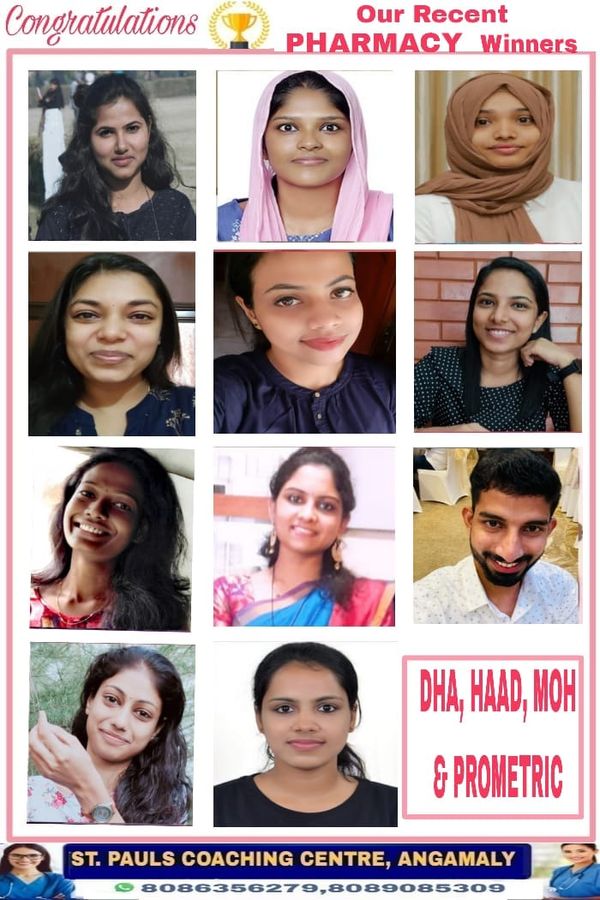 Congratulations
Our Recent
PHARMACY Winners
DHA, HAAD, MOH
& PROMETRIC
ST. PAULS COACHING CENTRE, ANGAMALY
8086356279,8089085309